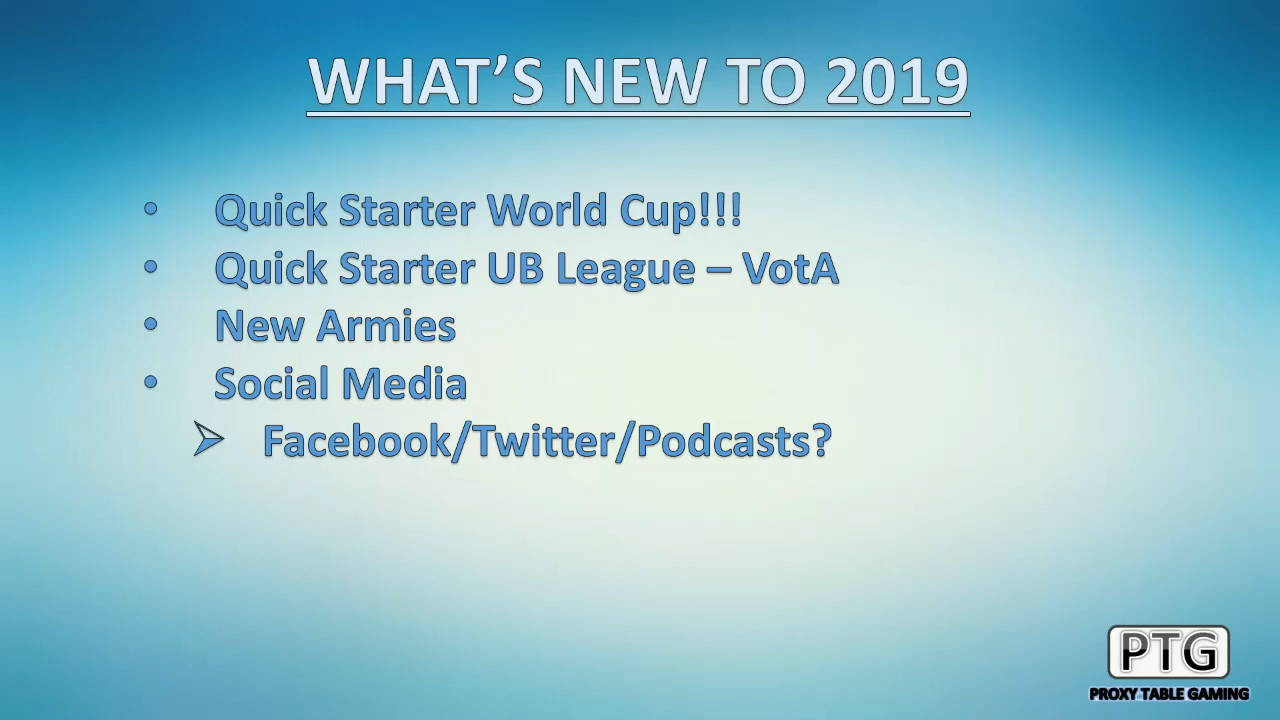 WHAT’S NEW TO 2019
• Quick Starter World Cup!!!
• Quick Starter UB League – VotA
• New Armies
• Social Media
➢ Facebook/Twitter/Podcasts?
PTG
PROXY TABLE GAMING